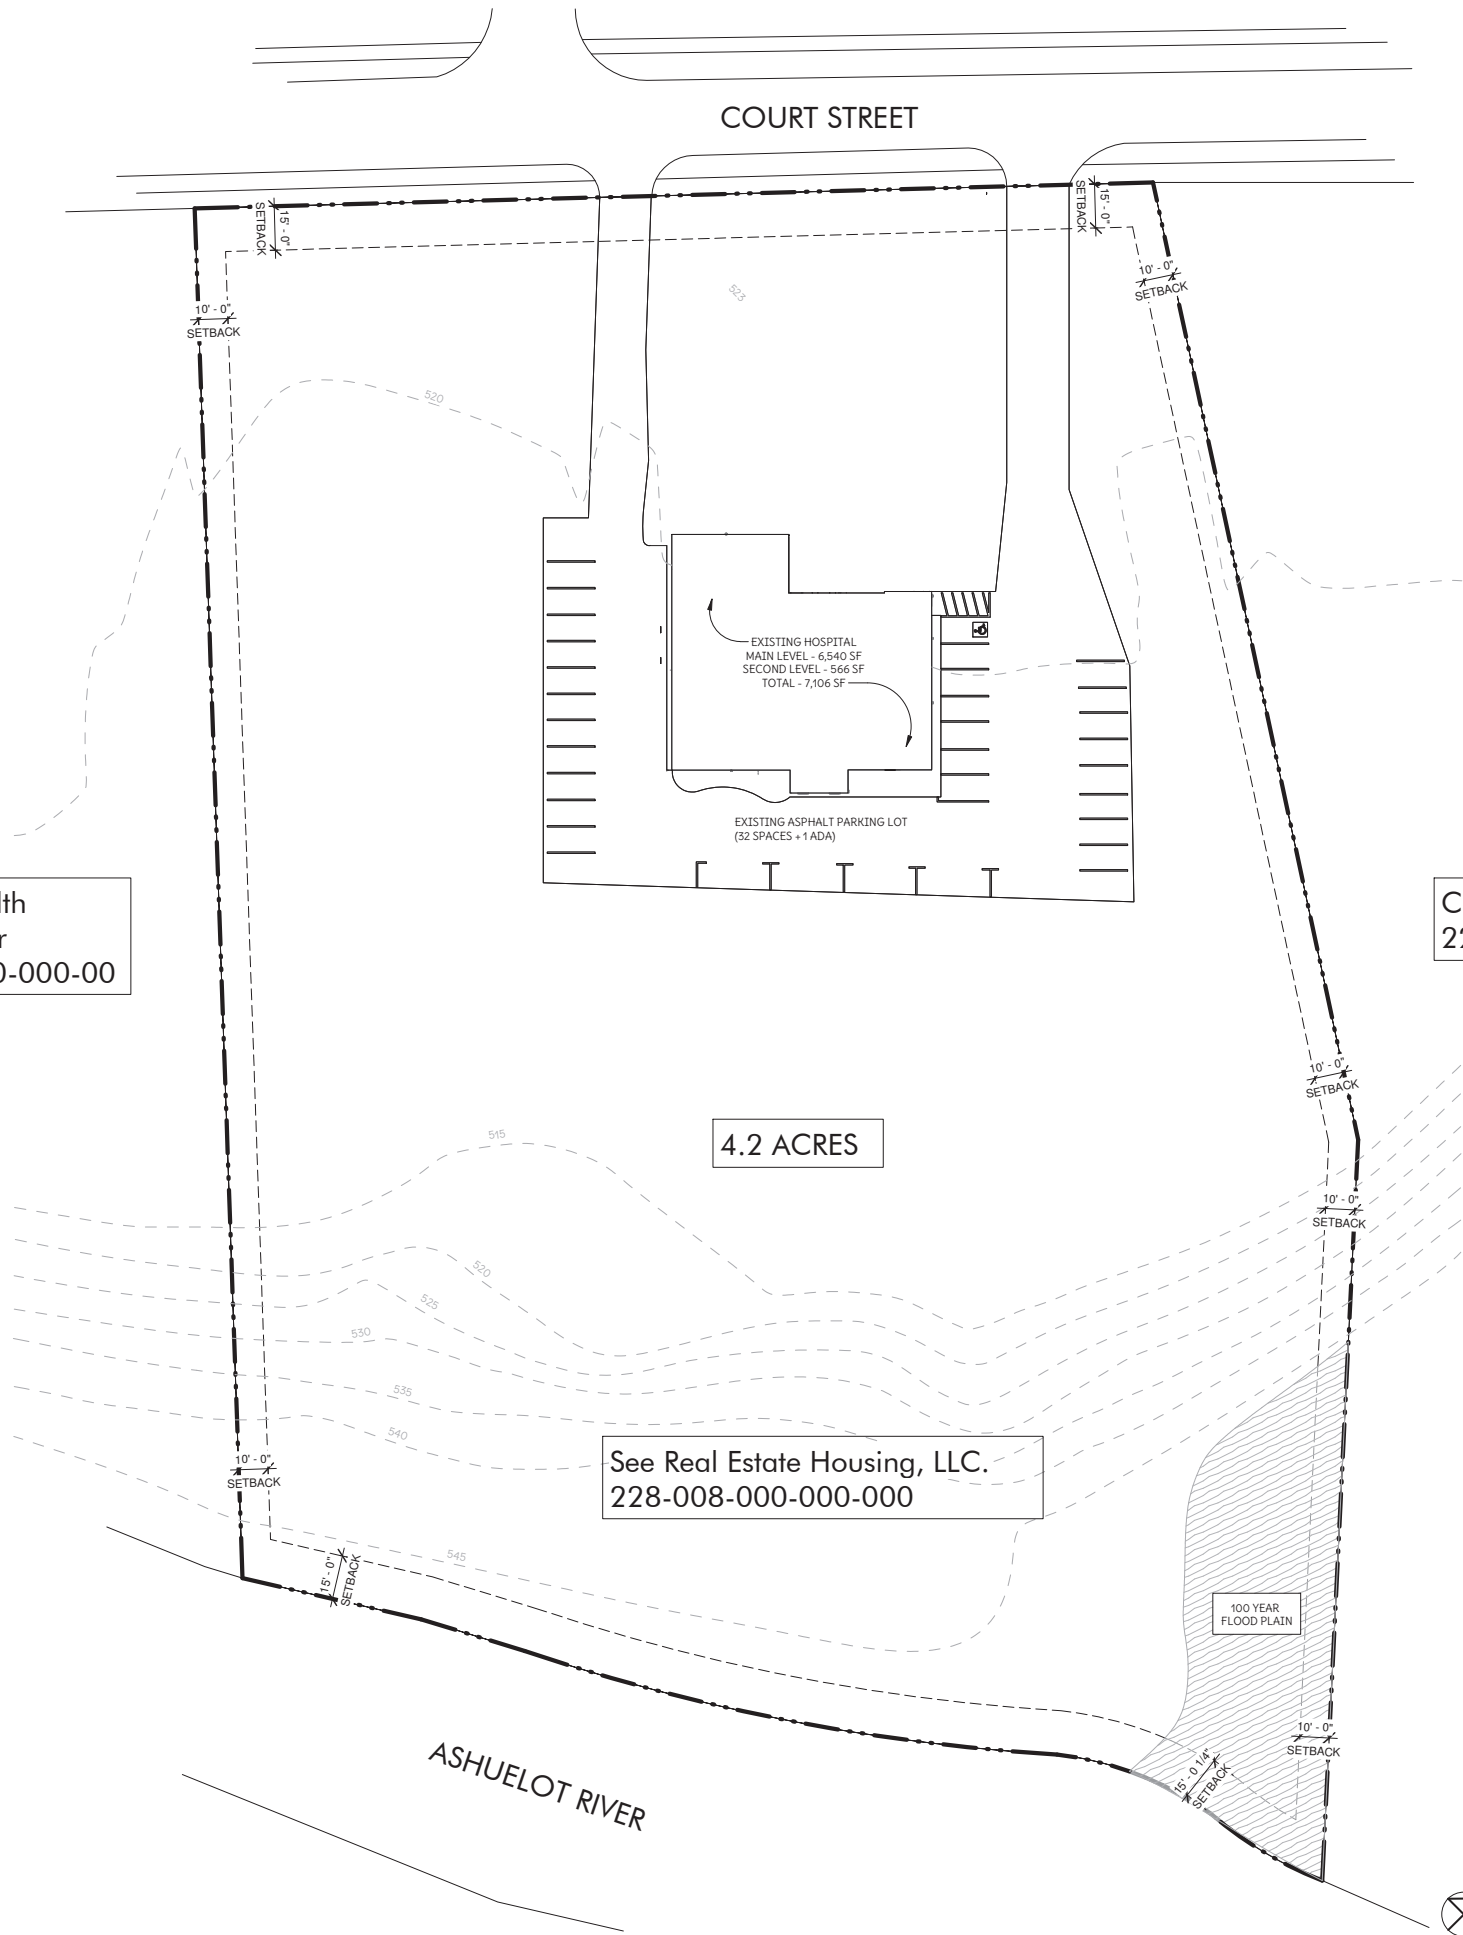 COURT STREET
15' - 0"
SETBACK
15' - 0"
SETBACK
10' - 0"
SETBACK
10' - 0"
SETBACK
523
520
EXISTING HOSPITAL
MAIN LEVEL - 6,540 SF
SECOND LEVEL - 566 SF
TOTAL - 7,106 SF
EXISTING ASPHALT PARKING LOT
(32 SPACES + 1 ADA)
lth
r
0-000-00
C
22
10' - 0"
SETBACK
4.2 ACRES
515
10' - 0"
SETBACK
520
525
530
535
540
See Real Estate Housing, LLC.
228-008-000-000-000
10' - 0"
SETBACK
545
15' - 0"
SETBACK
100 YEAR
FLOOD PLAIN
10' - 0"
SETBACK
15' - 0 1/4"
SETBACK
ASHUELOT RIVER